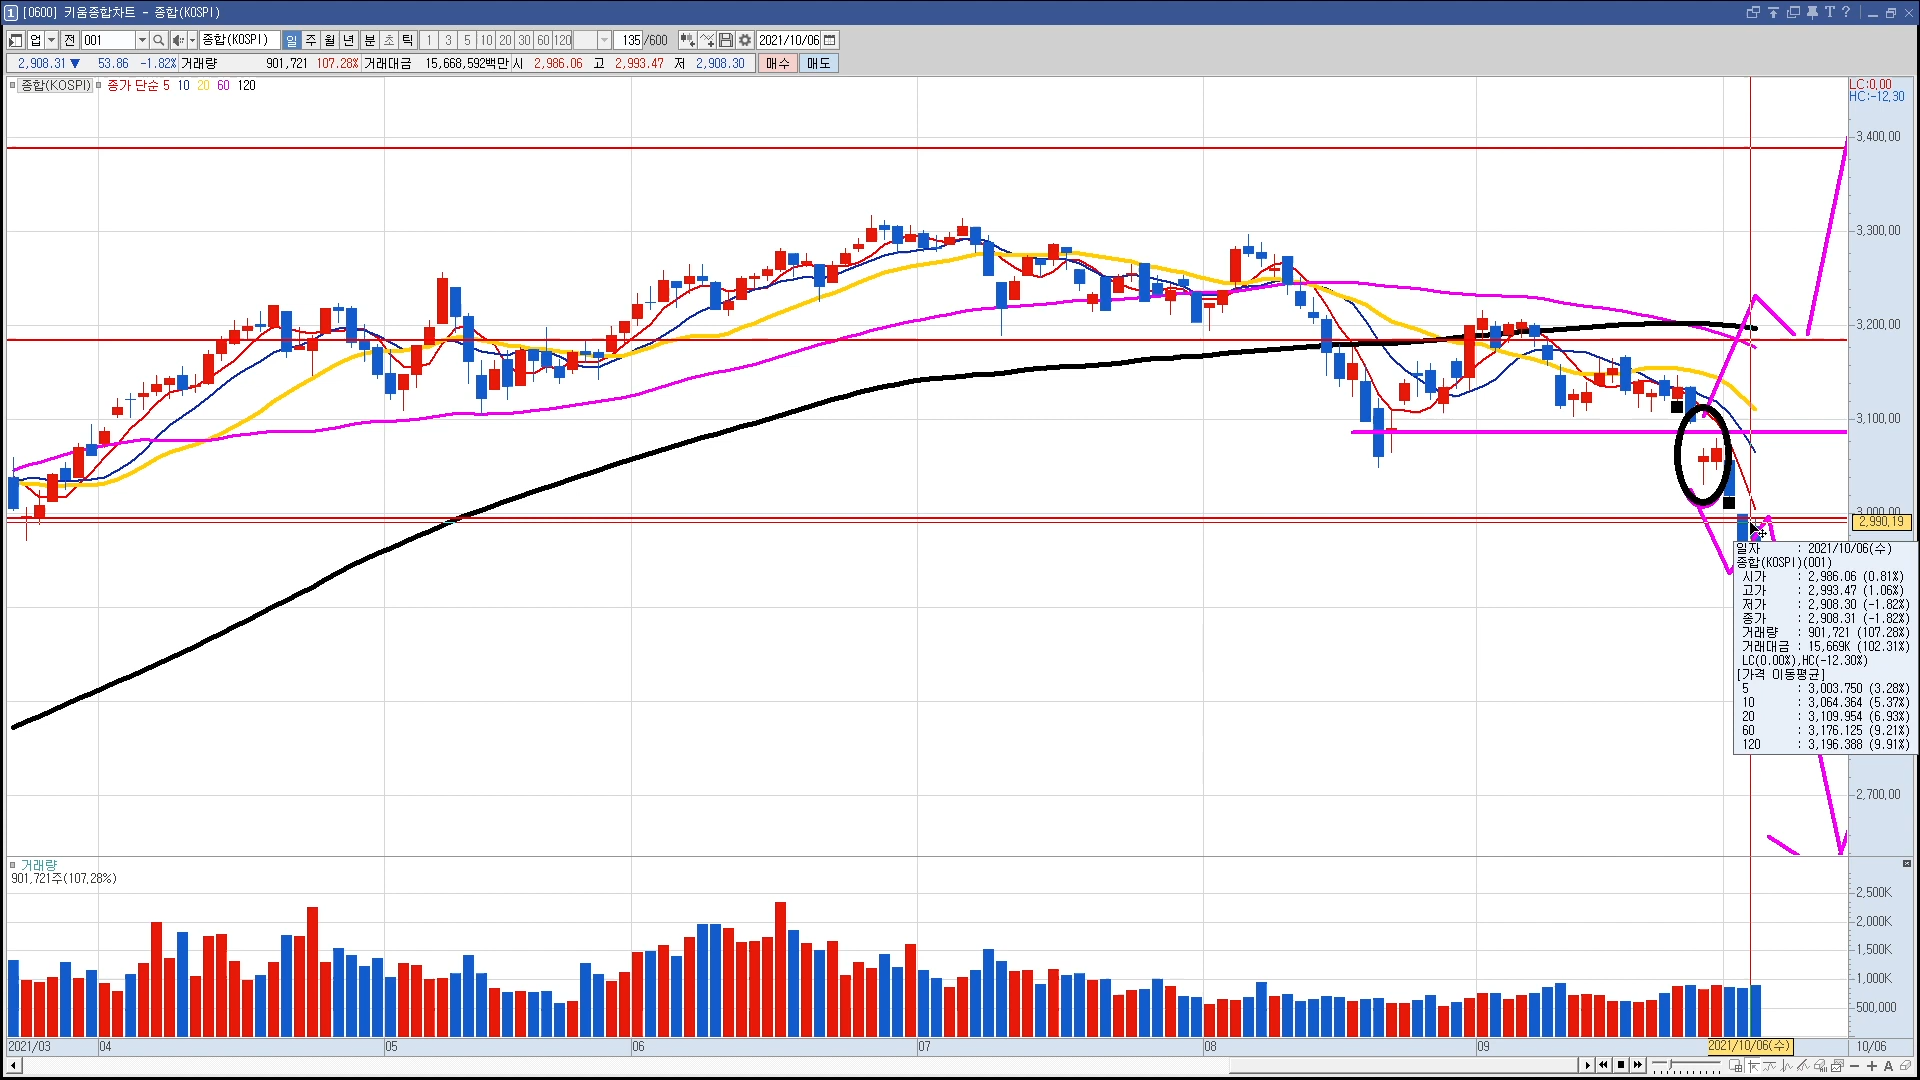 1 [0600] 키움종합차트 - 종합(KOSPI) T ?
업 전 001 종합(KOSPI) 일 주 월 년 분 초 틱 1 3 5 10 20 30 60 120 135 /600 2021/10/06
2,908.31 ▼ 53.86 -1.82% 거래량 901,721 107.28% 거래대금 15,668,592백만 시 2,986.06 고 2,993.47 저 2,908.30 매수 매도
종합(KOSPI) 종가 단순 5 10 20 60 120
LC:0,00
HC:-12,30
3,400,00
3,300,00
3,200,00
3,100,00
3,000,00
2,990,19
일자 : 2021/10/06(수)
종합(KOSPI)(001)
시가 : 2,986.06 (0.81%)
고가 : 2,993.47 (1.06%)
저가 : 2,908.30 (-1.82%)
종가 : 2,908.31 (-1.82%)
거래량 : 901,721 (107.28%)
거래대금 : 15,669K (102.31%)
LC(0.00%),HC(-12.30%)
[가격 이동평균]
5 : 3,003.750 (3.28%)
10 : 3,064.364 (5.37%)
20 : 3,109.954 (6.93%)
60 : 3,176.125 (9.21%)
120 : 3,196.388 (9.91%)
2,700,00
거래량
901,721주(107,28%)
2,500K
2,000K
1,500K
1,000K
500,000
2021/03 04 05 06 07 08 09 2021/10/06(수) 10/06
A